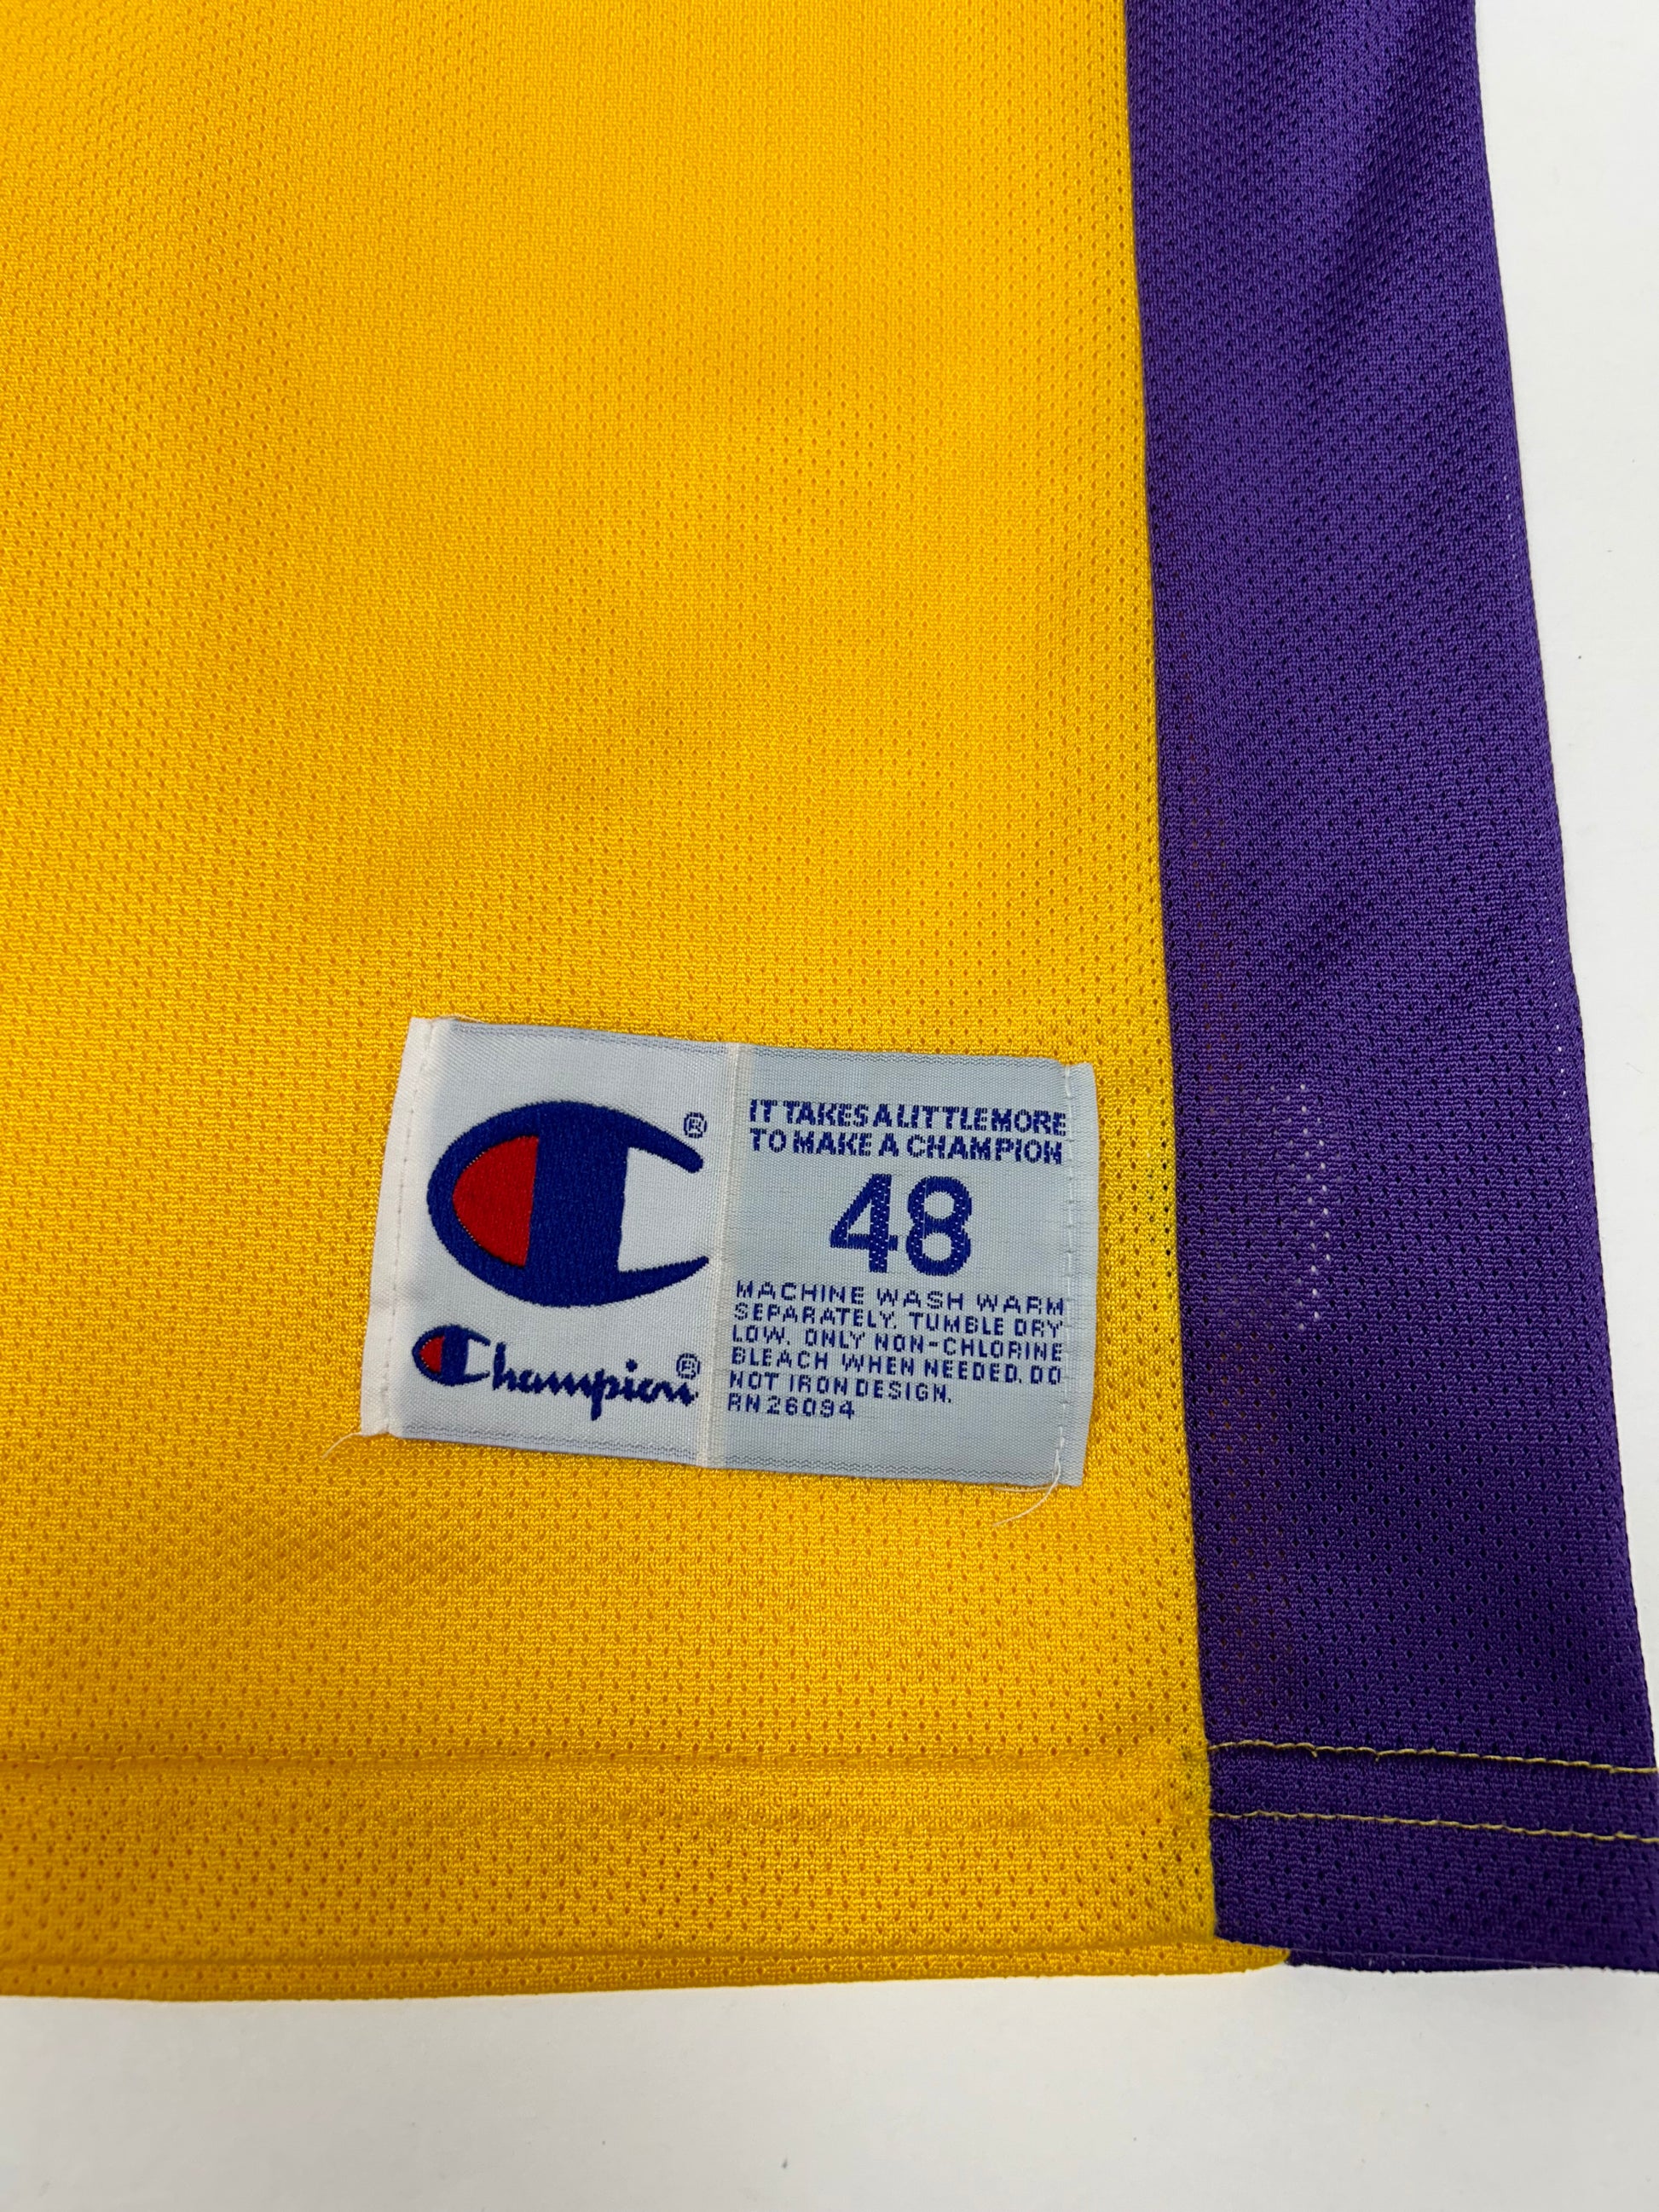 ®
Champion®
IT TAKES A LITTLE MORE
TO MAKE A CHAMPION
48
MACHINE WASH WARM
SEPARATELY. TUMBLE DRY
LOW. ONLY NON-CHLORINE
BLEACH WHEN NEEDED. DO
NOT IRON DESIGN.
RN 26094